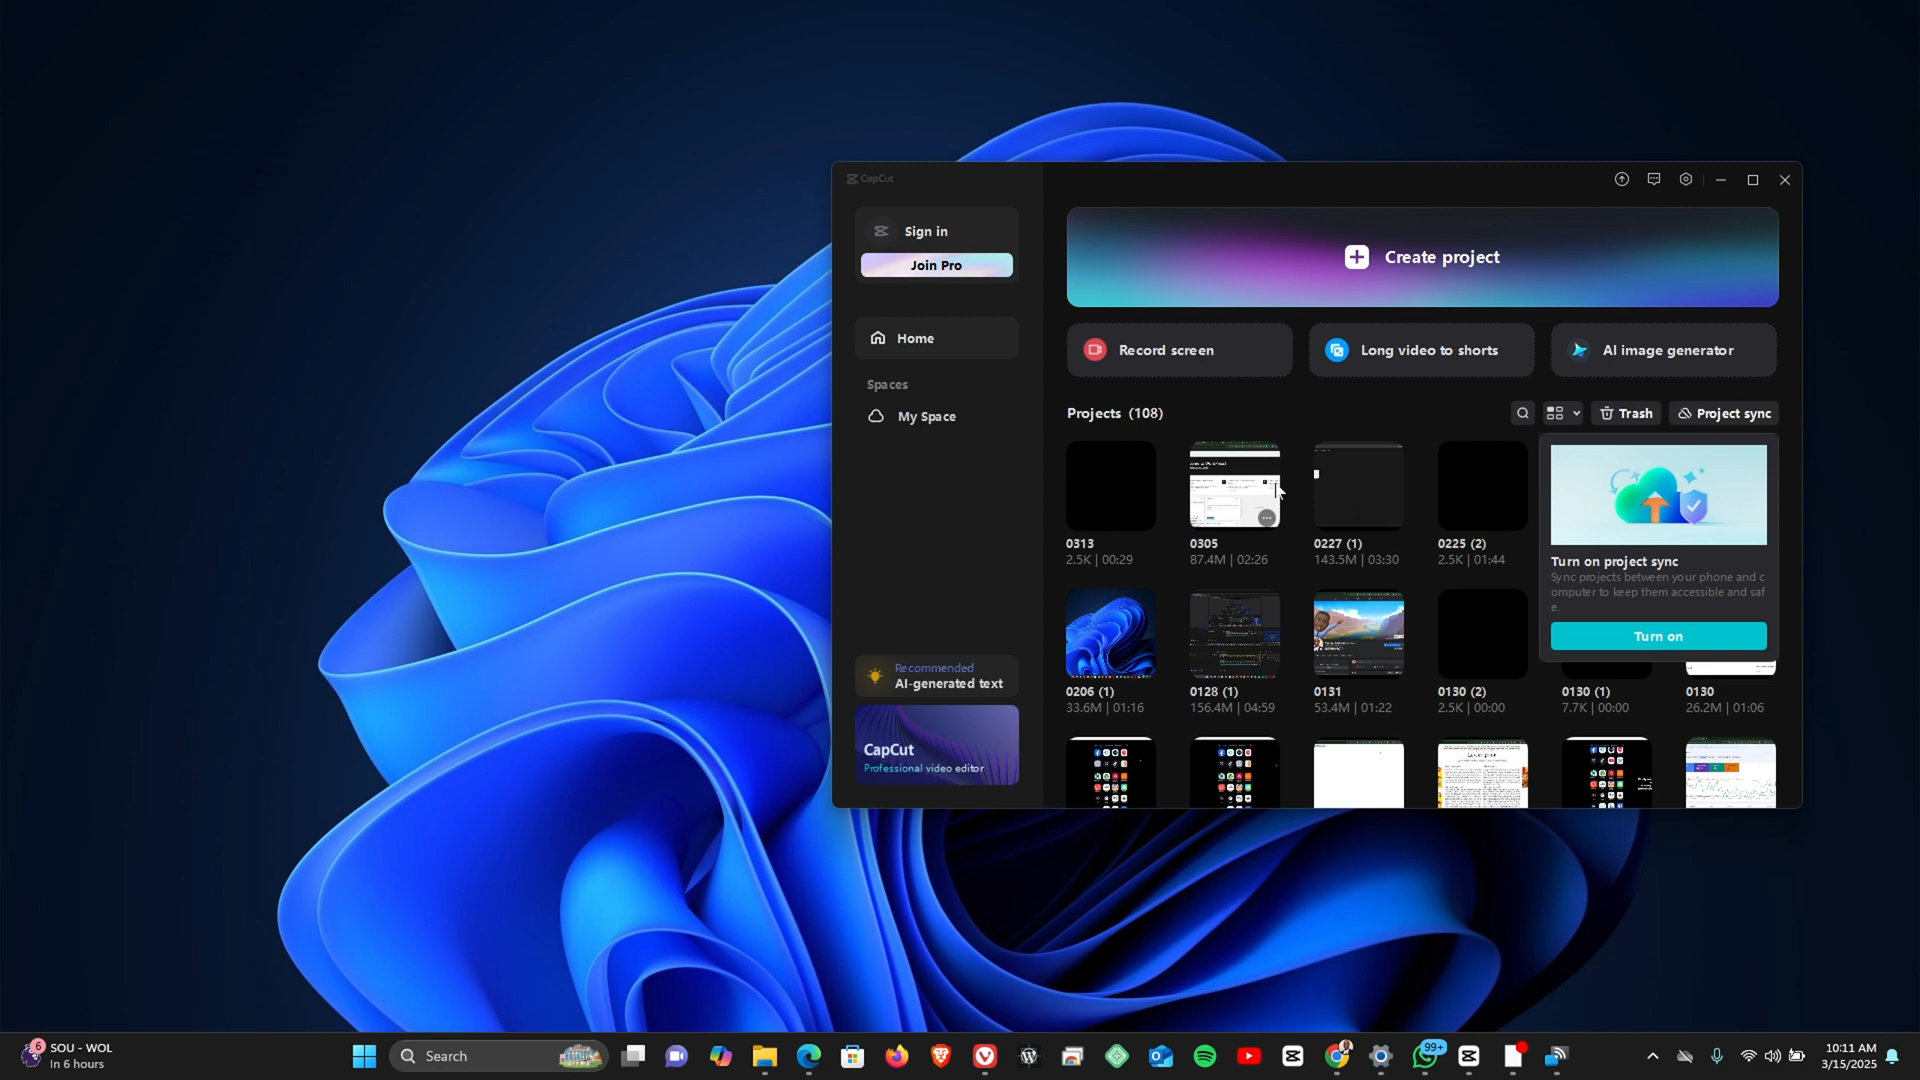 CapCut
Sign in
Join Pro
Create project
Home
Record screen
Long video to shorts
AI image generator
Spaces
My Space
Projects (108)
Trash
Project sync
0313
2.5K | 00:29
0305
87.4M | 02:26
0227 (1)
143.5M | 03:30
0225 (2)
2.5K | 01:44
Turn on project sync
Sync projects between your phone and c
omputer to keep them accessible and saf
e.
Turn on
0206 (1)
33.6M | 01:16
0128 (1)
156.4M | 04:59
0131
53.4M | 01:22
0130 (2)
2.5K | 00:00
0130 (1)
7.7K | 00:00
0130
26.2M | 01:06
Recommended
AI-generated text
CapCut
Professional video editor
6
SOU - WOL
In 6 hours
Search
99+
10:11 AM
3/15/2025